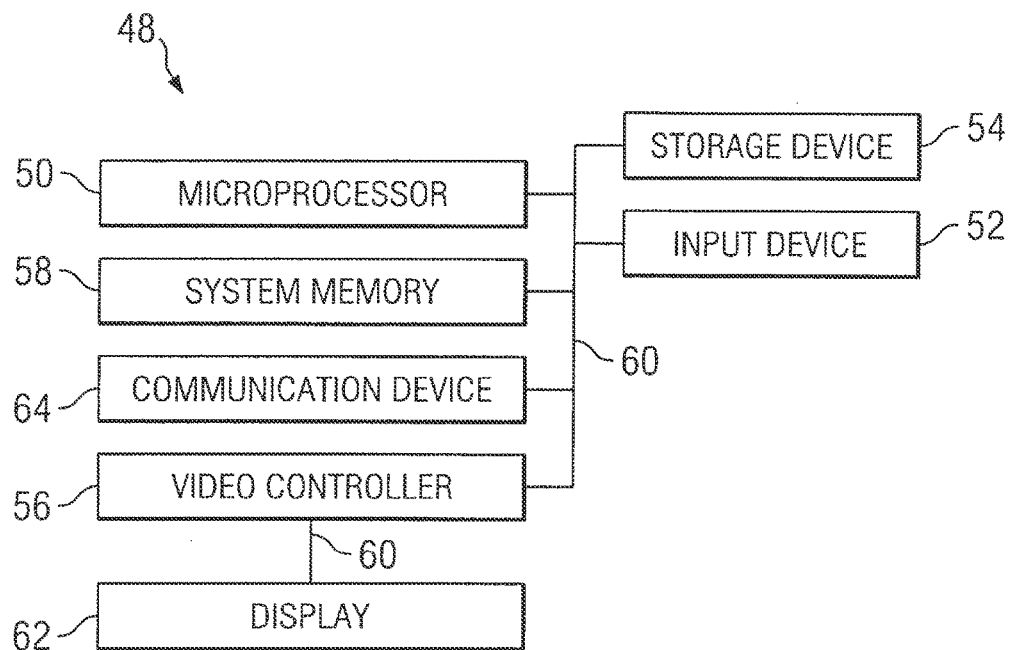 48
STORAGE DEVICE 54
50 MICROPROCESSOR
INPUT DEVICE 52
58 SYSTEM MEMORY
60
64 COMMUNICATION DEVICE
56 VIDEO CONTROLLER
60
62 DISPLAY